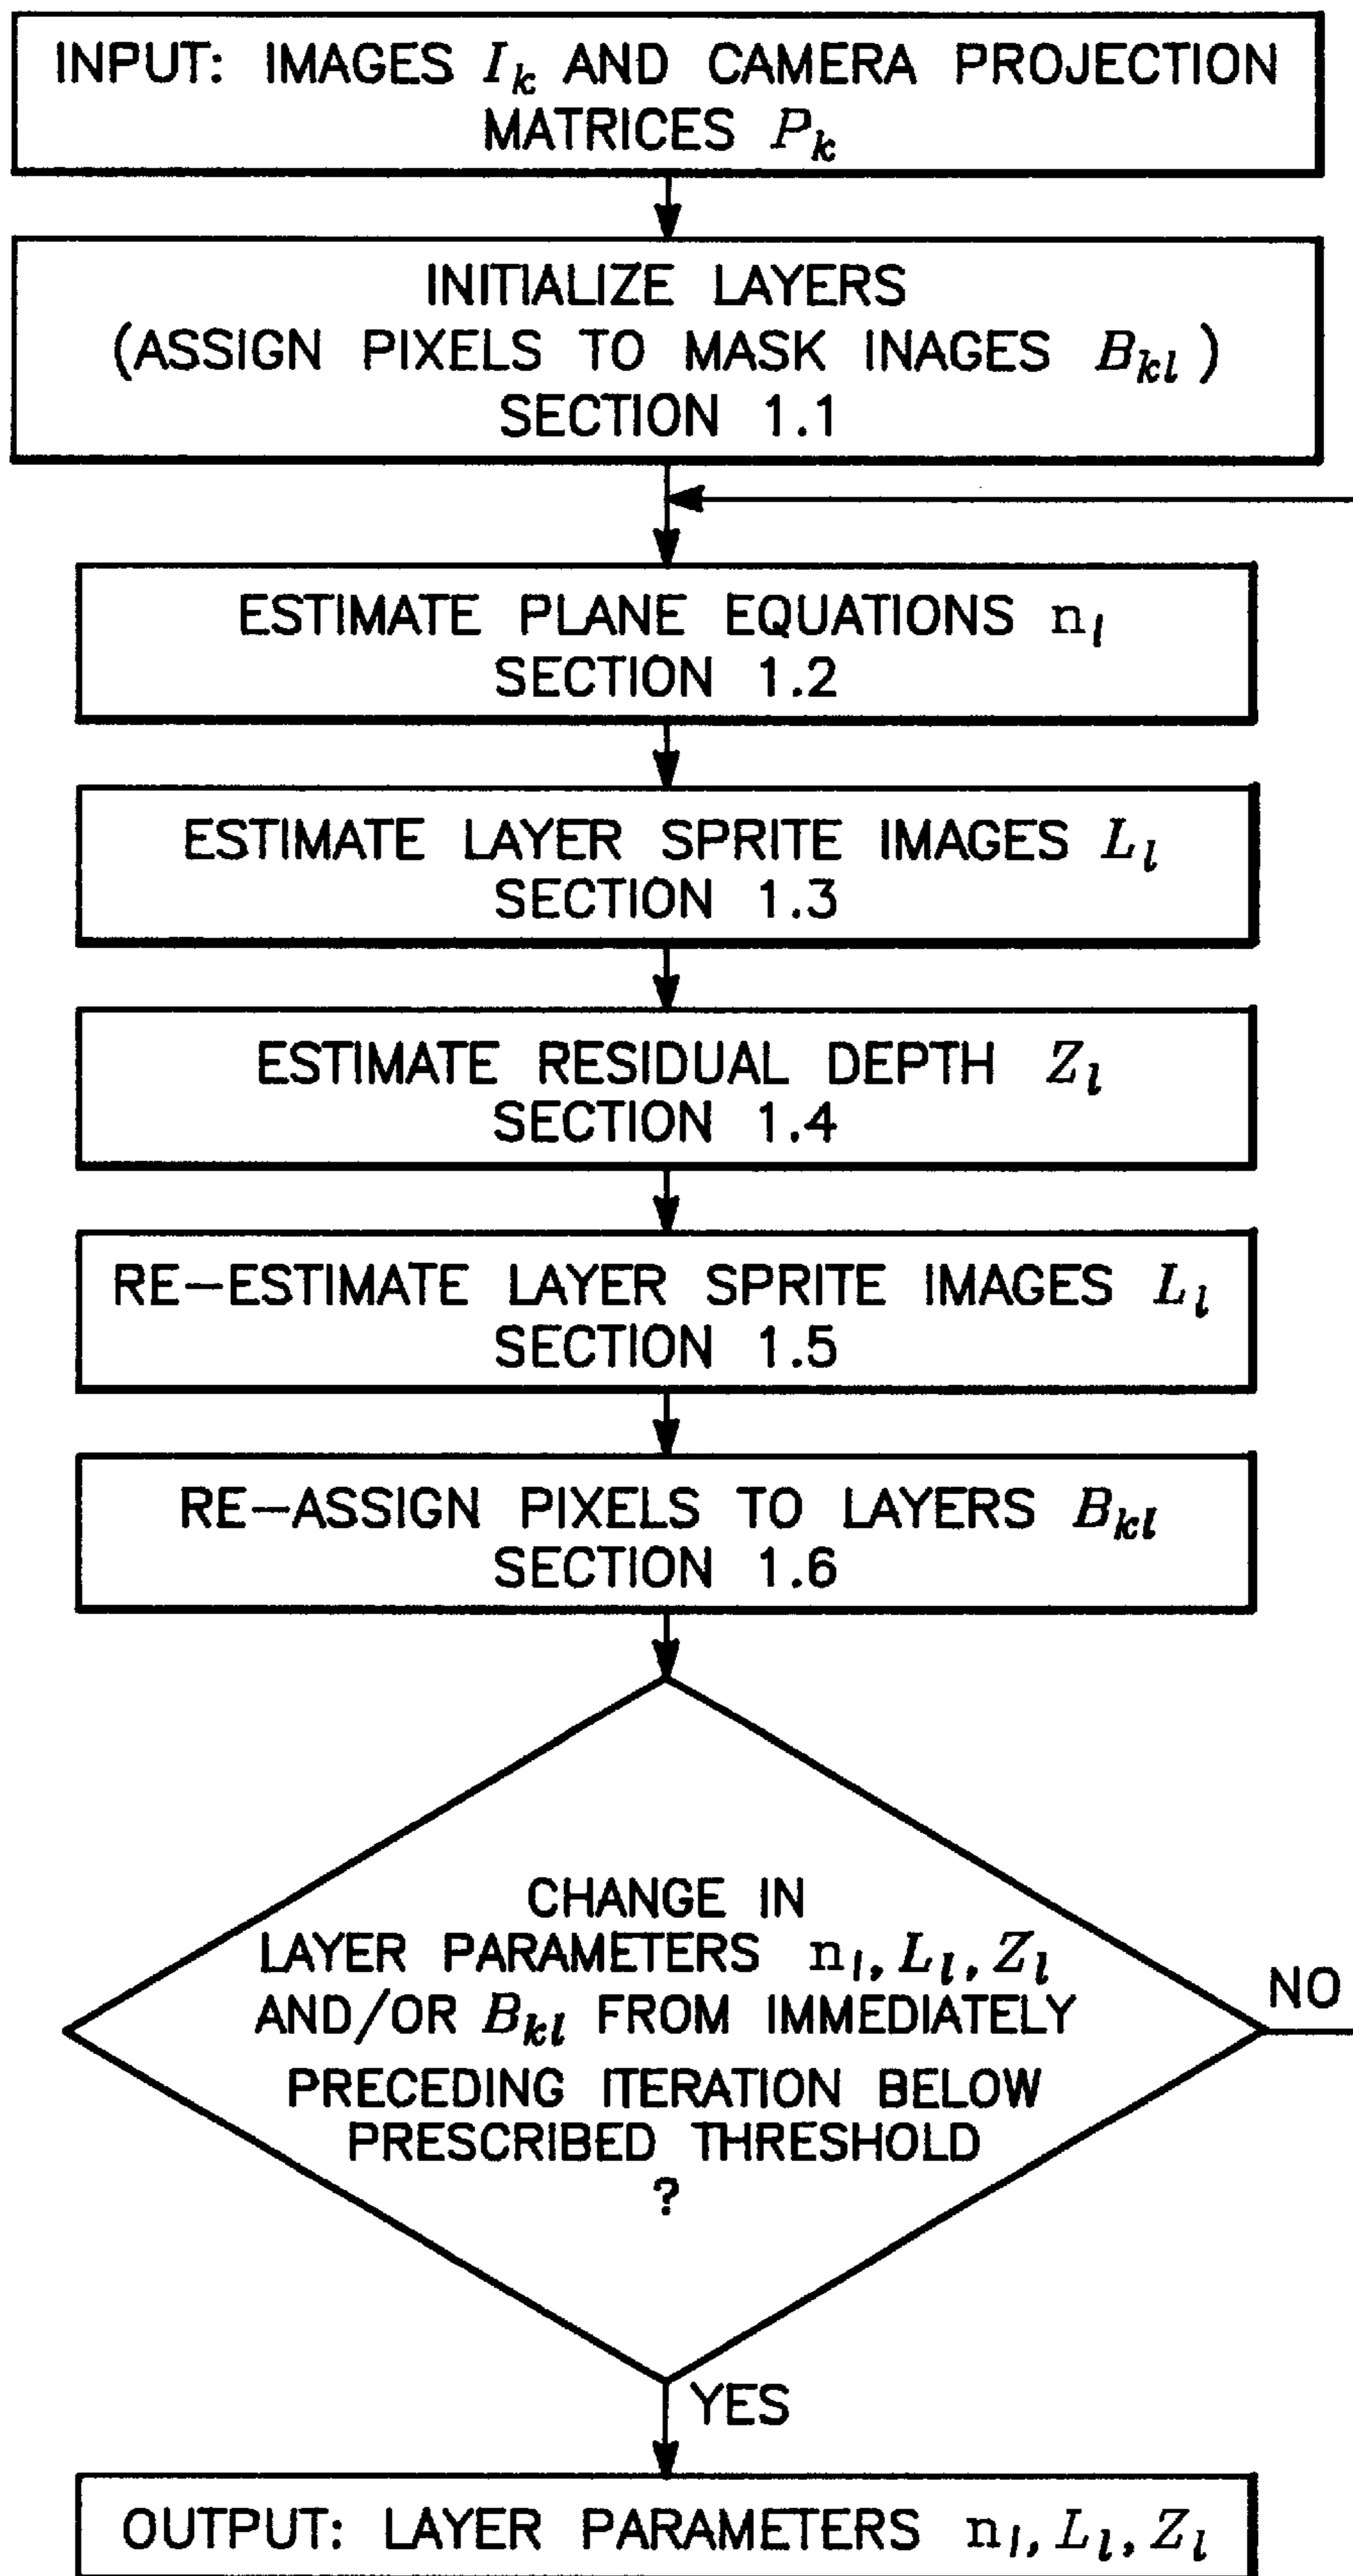 INPUT: IMAGES I_k AND CAMERA PROJECTION
MATRICES P_k
INITIALIZE LAYERS
(ASSIGN PIXELS TO MASK INAGES B_kl)
SECTION 1.1
ESTIMATE PLANE EQUATIONS n_l
SECTION 1.2
ESTIMATE LAYER SPRITE IMAGES L_l
SECTION 1.3
ESTIMATE RESIDUAL DEPTH Z_l
SECTION 1.4
RE-ESTIMATE LAYER SPRITE IMAGES L_l
SECTION 1.5
RE-ASSIGN PIXELS TO LAYERS B_kl
SECTION 1.6
CHANGE IN
LAYER PARAMETERS n_l, L_l, Z_l
AND/OR B_kl FROM IMMEDIATELY
PRECEDING ITERATION BELOW
PRESCRIBED THRESHOLD
?
NO
YES
OUTPUT: LAYER PARAMETERS n_l, L_l, Z_l